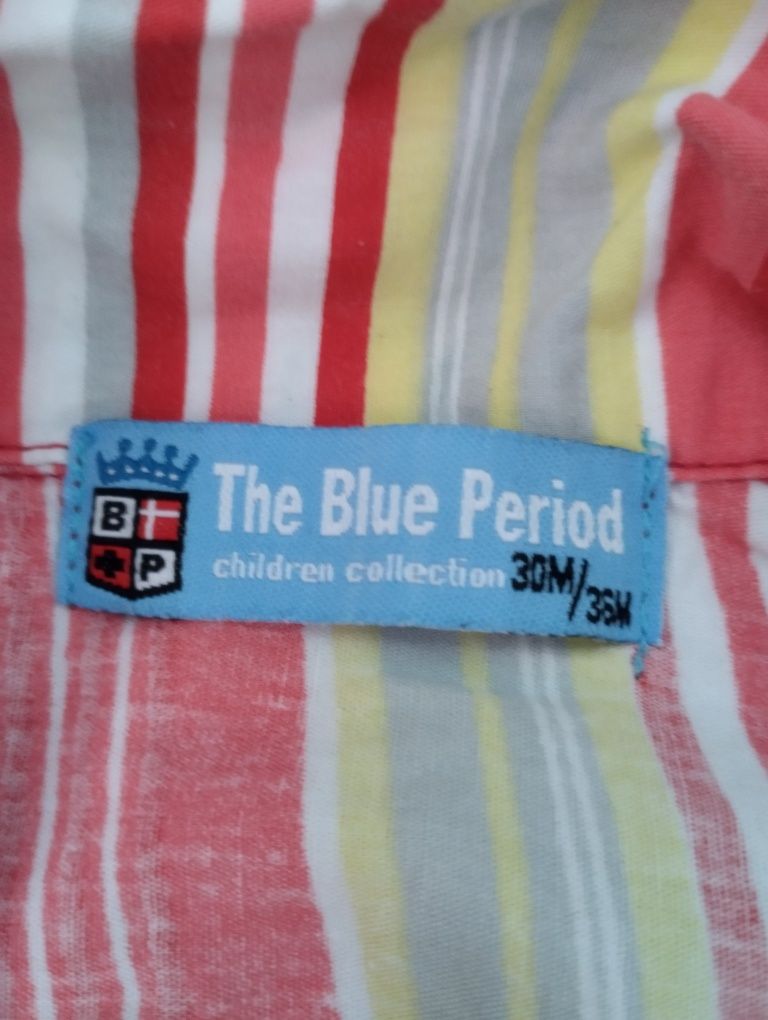 B
P
The Blue Period
children collection 30M/36M